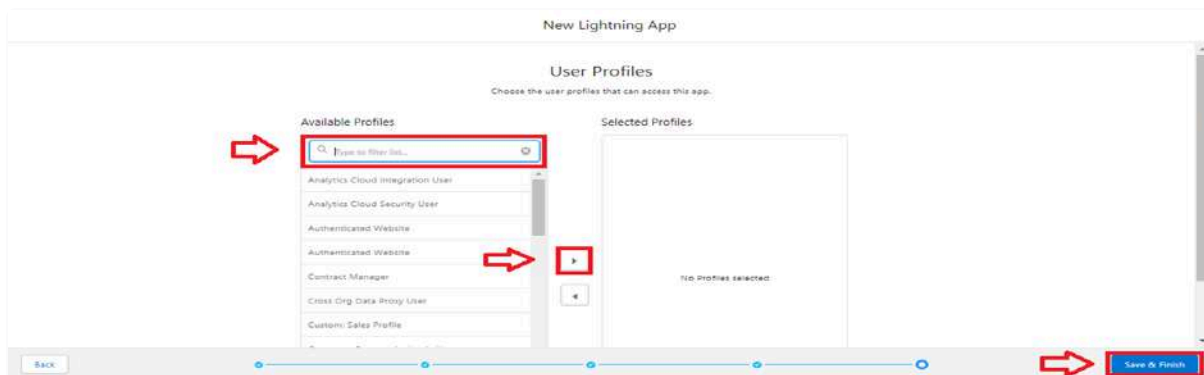 New Lightning App
User Profiles
Choose the user profiles that can access this app.
Available Profiles
Selected Profiles
Type to filter list...
Analytics Cloud Integration User
Analytics Cloud Security User
Authenticated Website
Authenticated Website
Contract Manager
Cross Org Data Proxy User
Custom: Sales Profile
No Profiles selected
Back
Save & Finish